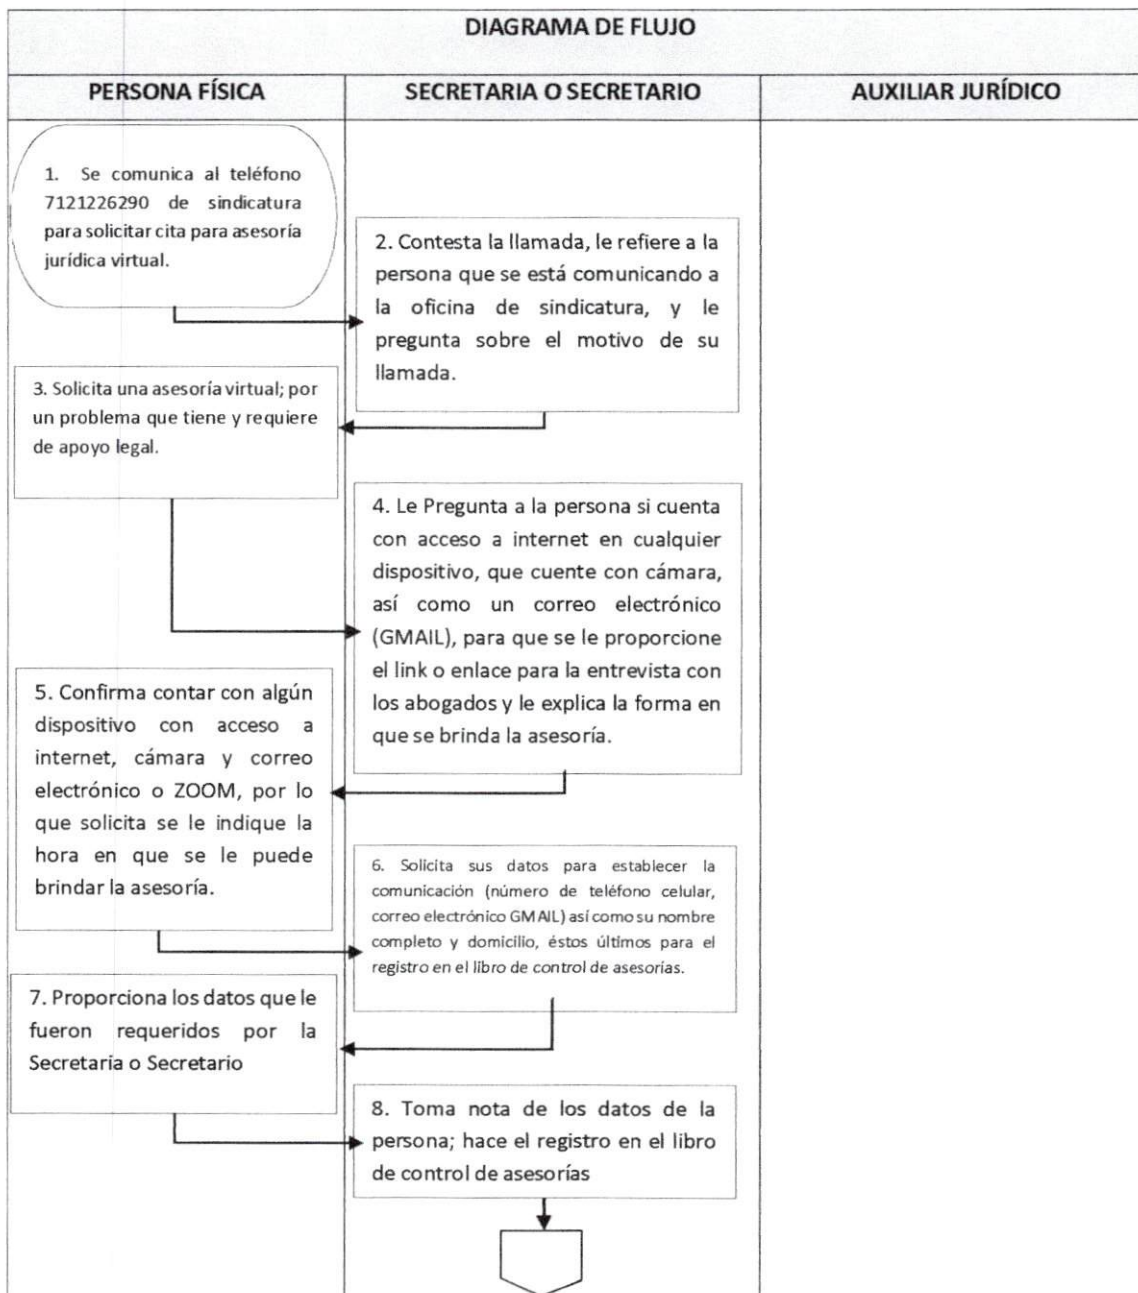 DIAGRAMA DE FLUJO
PERSONA FÍSICA
SECRETARIA O SECRETARIO
AUXILIAR JURÍDICO
1. Se comunica al teléfono
7121226290 de sindicatura
para solicitar cita para asesoría
jurídica virtual.
2. Contesta la llamada, le refiere a la
persona que se está comunicando a
la oficina de sindicatura, y le
pregunta sobre el motivo de su
llamada.
3. Solicita una asesoría virtual; por
un problema que tiene y requiere
de apoyo legal.
4. Le Pregunta a la persona si cuenta
con acceso a internet en cualquier
dispositivo, que cuente con cámara,
así como un correo electrónico
(GMAIL), para que se le proporcione
el link o enlace para la entrevista con
los abogados y le explica la forma en
que se brinda la asesoría.
5. Confirma contar con algún
dispositivo con acceso a
internet, cámara y correo
electrónico o ZOOM, por lo
que solicita se le indique la
hora en que se le puede
brindar la asesoría.
6. Solicita sus datos para establecer la
comunicación (número de teléfono celular,
correo electrónico GMAIL) así como su nombre
completo y domicilio, éstos últimos para el
registro en el libro de control de asesorías.
7. Proporciona los datos que le
fueron requeridos por la
Secretaria o Secretario
8. Toma nota de los datos de la
persona; hace el registro en el libro
de control de asesorías